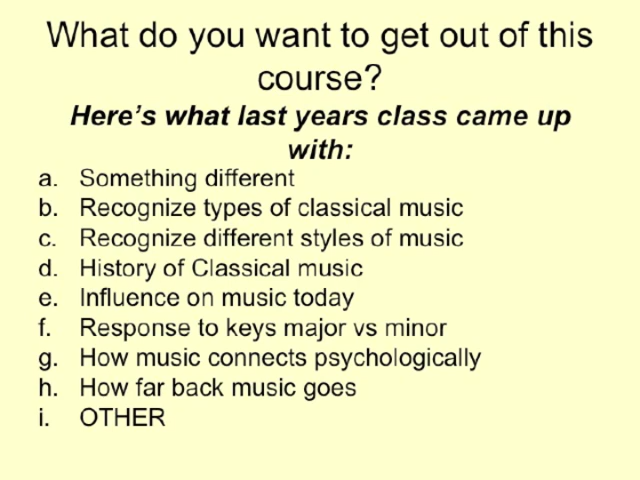 What do you want to get out of this
course?
Here's what last years class came up
with:
a. Something different
b. Recognize types of classical music
c. Recognize different styles of music
d. History of Classical music
e. Influence on music today
f. Response to keys major vs minor
g. How music connects psychologically
h. How far back music goes
i. OTHER